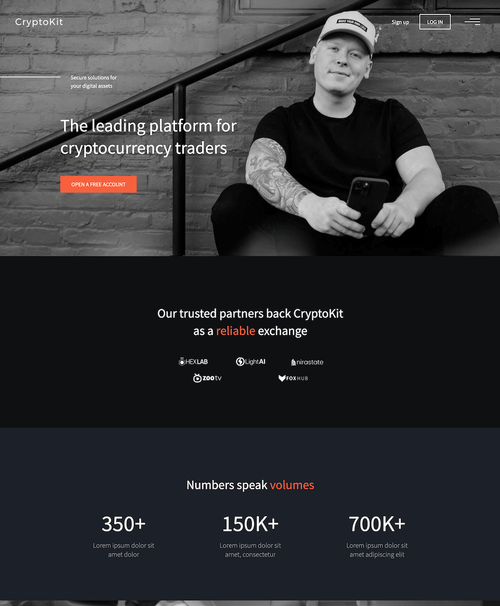 CryptoKit
Sign up
LOG IN
Secure solutions for
your digital assets
The leading platform for
cryptocurrency traders
OPEN A FREE ACCOUNT
Our trusted partners back CryptoKit
as a reliable exchange
HEXLAB
LightAI
nirastate
ZOOtv
FOXHUB
Numbers speak volumes
350+
150K+
700K+
Lorem ipsum dolor sit
amet dolor
Lorem ipsum dolor sit
amet, consectetur
Lorem ipsum dolor sit
amet adipiscing elit